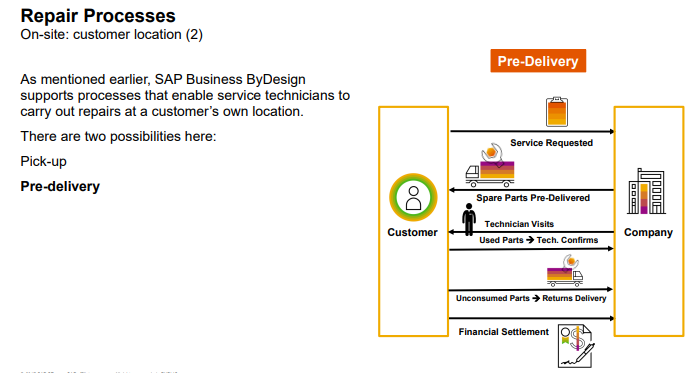 Repair Processes
On-site: customer location (2)
As mentioned earlier, SAP Business ByDesign
supports processes that enable service technicians to
carry out repairs at a customer's own location.
There are two possibilities here:
Pick-up
Pre-delivery
Pre-Delivery
Service Requested
Spare Parts Pre-Delivered
Technician Visits
Customer
Company
Used Parts ➔ Tech. Confirms
Unconsumed Parts ➔ Returns Delivery
Financial Settlement